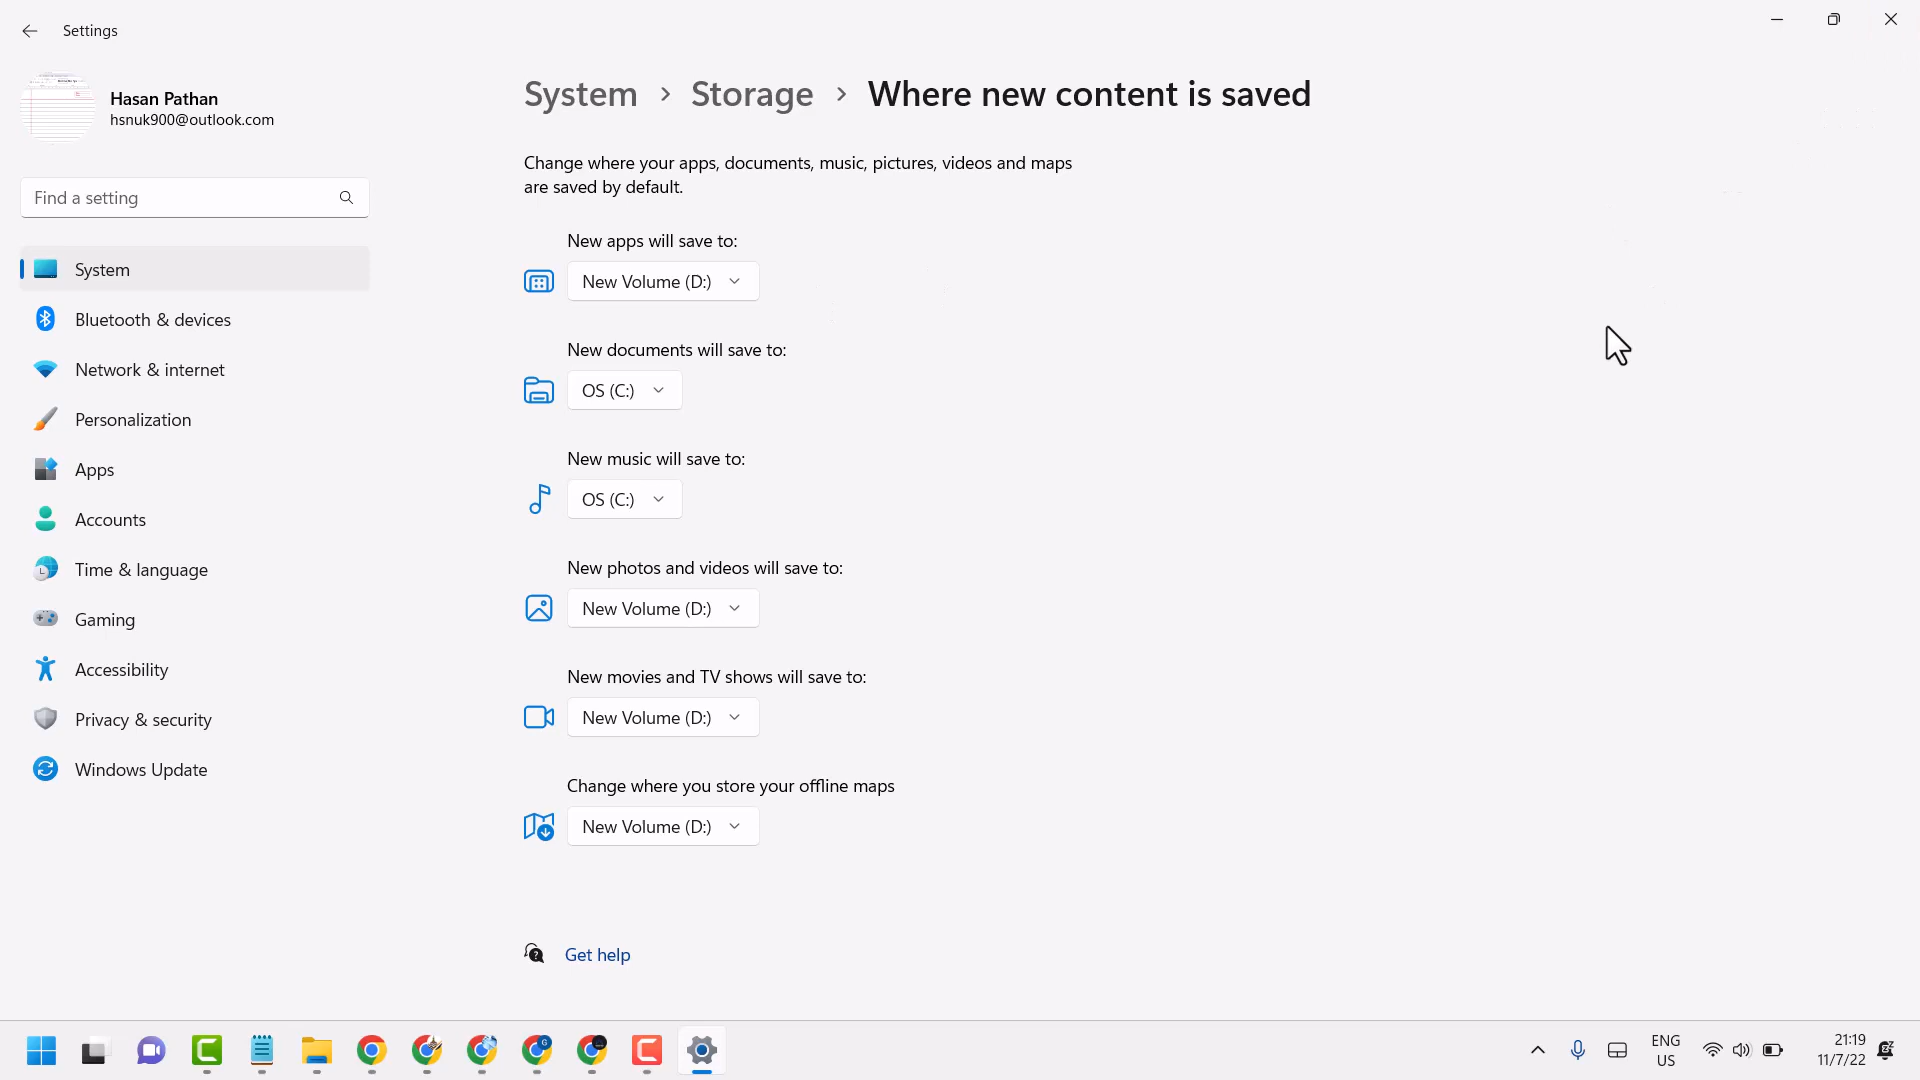 Settings
Hasan Pathan
hsnuk900@outlook.com
Find a setting
System
Bluetooth & devices
Network & internet
Personalization
Apps
Accounts
Time & language
Gaming
Accessibility
Privacy & security
Windows Update
System > Storage > Where new content is saved
Change where your apps, documents, music, pictures, videos and maps
are saved by default.
New apps will save to:
New Volume (D:)
New documents will save to:
OS (C:)
New music will save to:
OS (C:)
New photos and videos will save to:
New Volume (D:)
New movies and TV shows will save to:
New Volume (D:)
Change where you store your offline maps
New Volume (D:)
Get help
ENG
US
21:19
11/7/22